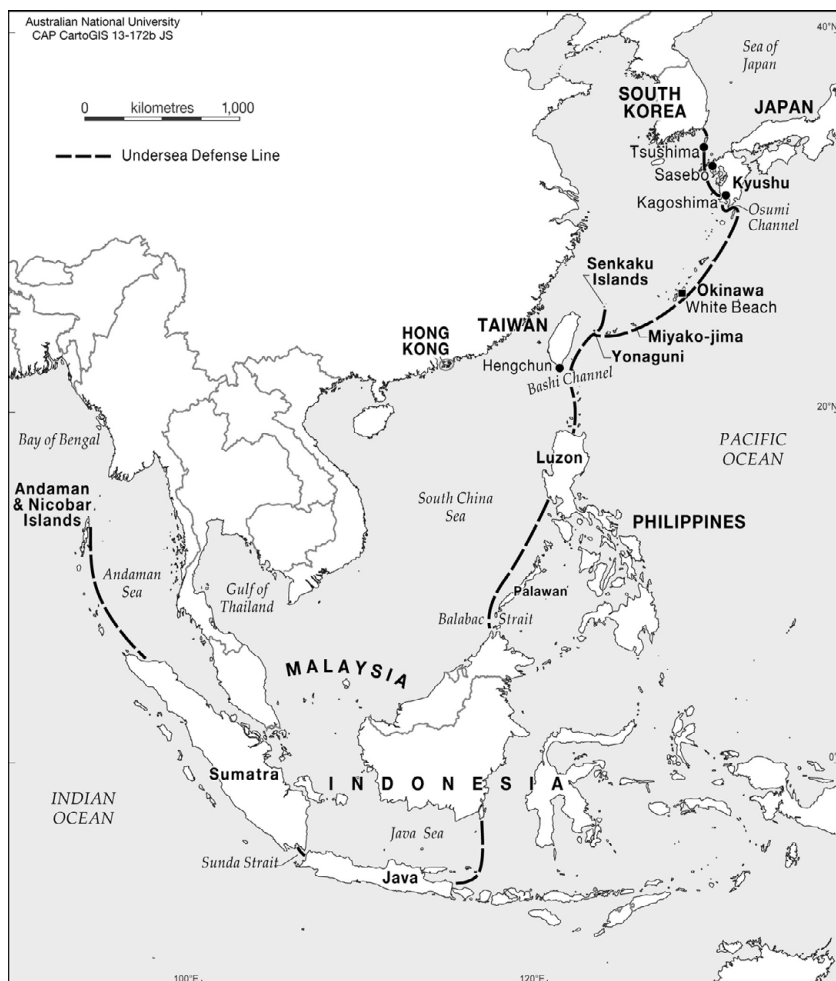 Australian National University
CAP CartoGIS 13-172b JS
40°N
0 kilometres 1,000
Undersea Defense Line
Sea of
Japan
SOUTH
KOREA
JAPAN
Tsushima
Sasebo
Kyushu
Kagoshima
Osumi
Channel
Senkaku
Islands
Okinawa
White Beach
TAIWAN
HONG
KONG
Miyako-jima
Yonaguni
Hengchun
Bashi Channel
20°N
Bay of Bengal
PACIFIC
OCEAN
Luzon
Andaman
& Nicobar
Islands
South China
Sea
PHILIPPINES
Andaman
Sea
Gulf of
Thailand
Palawan
Balabac Strait
MALAYSIA
0°
Sumatra
INDONESIA
INDIAN
OCEAN
Java Sea
Sunda Strait
Java
100°E
120°E